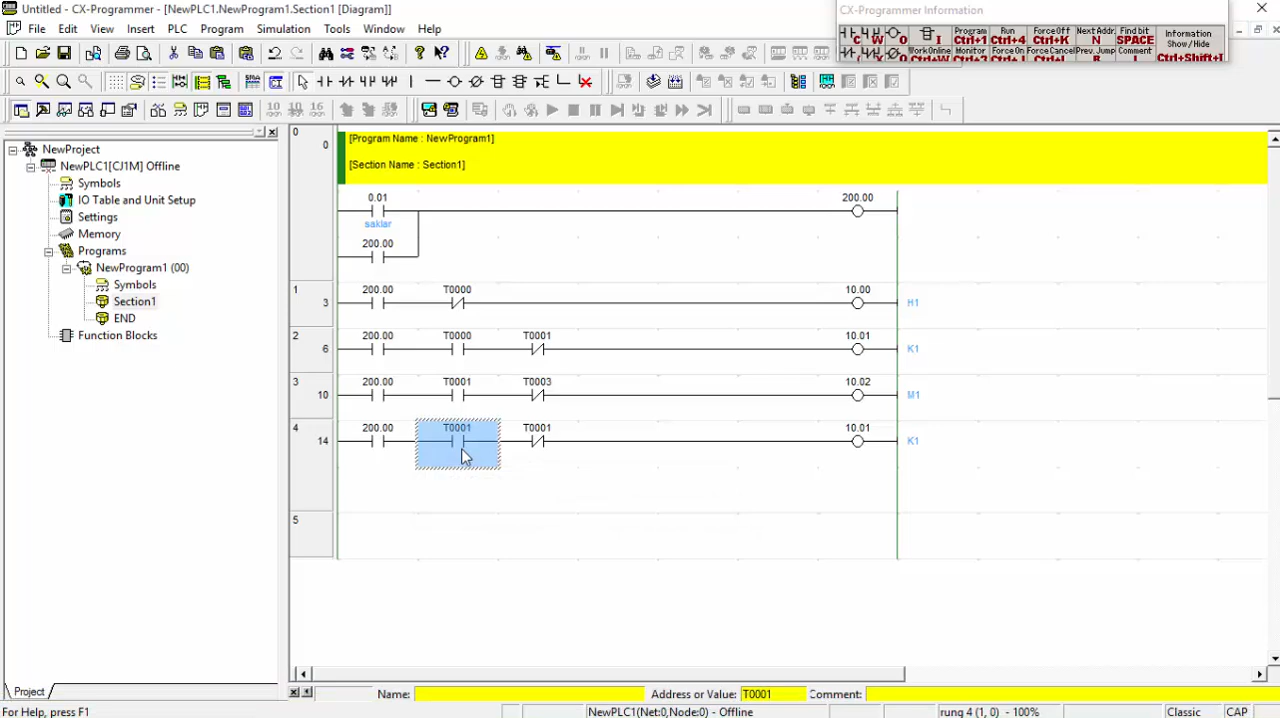 Untitled - CX-Programmer - [NewPLC1.NewProgram1.Section1 [Diagram]]
CX-Programmer Information
File Edit View Insert PLC Program Simulation Tools Window Help
C X O I Program Ctrl+1 Run Ctrl+4 Force Off Ctrl+K Next Addr. N Find bit SPACE Information Show/Hide Ctrl+Shift+I
Work Online Ctrl+W Monitor Force On Prev. Jump B Comment
SMA
10 10 16
NewProject
NewPLC1[CJ1M] Offline
Symbols
IO Table and Unit Setup
Settings
Memory
Programs
NewProgram1 (00)
Symbols
Section1
END
Function Blocks
0
0
[Program Name : NewProgram1]
[Section Name : Section1]
0.01 200.00
saklar
200.00
1
3
200.00 T0000 10.00
H1
2
6
200.00 T0000 T0001 10.01
K1
3
10
200.00 T0001 T0003 10.02
M1
4
14
200.00 T0001 T0001 10.01
K1
5
Project
Name: Address or Value: T0001 Comment:
For Help, press F1 NewPLC1(Net:0,Node:0) - Offline rung 4 (1, 0) - 100% Classic CAP